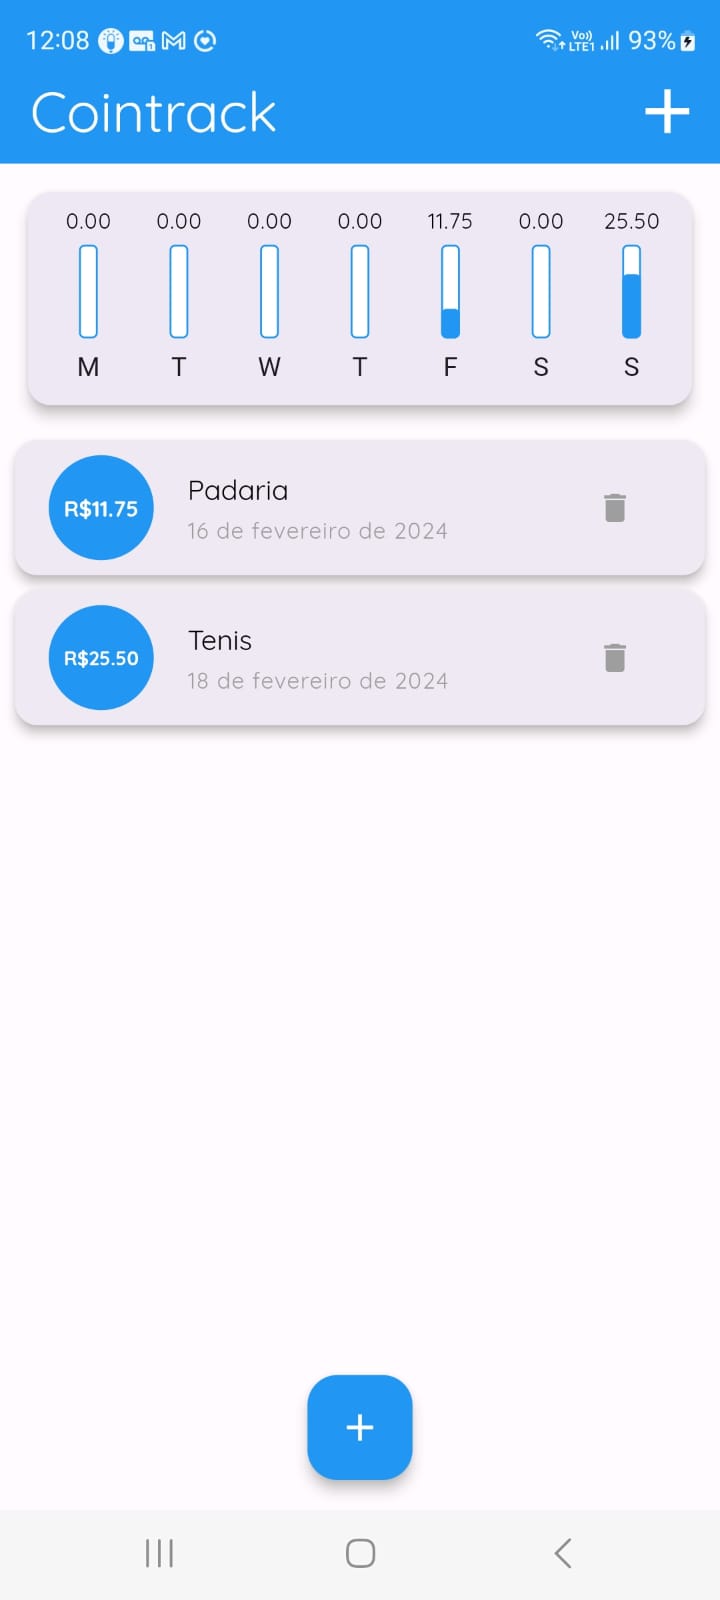 12:08 Vo)) LTE1 93%
Cointrack
0.00 0.00 0.00 0.00 11.75 0.00 25.50
M T W T F S S
R$11.75 Padaria
16 de fevereiro de 2024
R$25.50 Tenis
18 de fevereiro de 2024